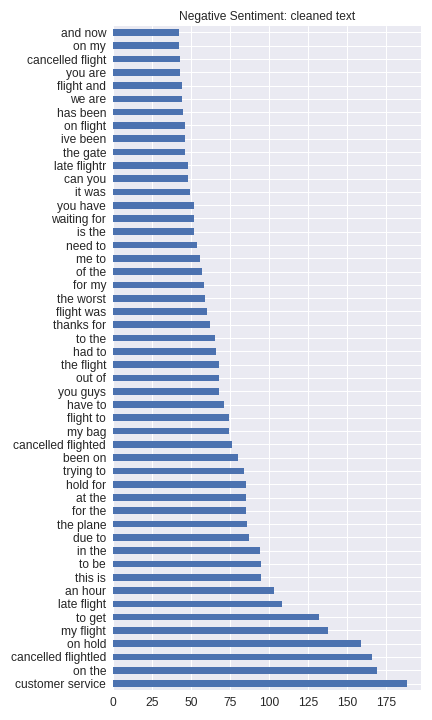 Negative Sentiment: cleaned text
and now
on my
cancelled flight
you are
flight and
we are
has been
on flight
ive been
the gate
late flightr
can you
it was
you have
waiting for
is the
need to
me to
of the
for my
the worst
flight was
thanks for
to the
had to
the flight
out of
you guys
have to
flight to
my bag
cancelled flighted
been on
trying to
hold for
at the
for the
the plane
due to
in the
to be
this is
an hour
late flight
to get
my flight
on hold
cancelled flightled
on the
customer service
0 25 50 75 100 125 150 175